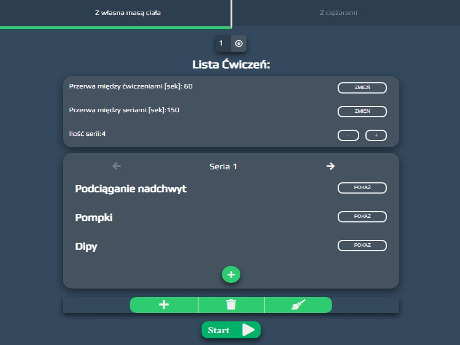 Z własna masą ciała
Z ciężarami
1
Lista Ćwiczeń:
Przerwa między ćwiczeniami [sek]: 60
ZMIEŃ
Przerwa między seriami [sek]:150
ZMIEŃ
Ilość serii:4
-
+
Seria 1
Podciąganie nadchwyt
POKAŻ
Pompki
POKAŻ
Dipy
POKAŻ
Start